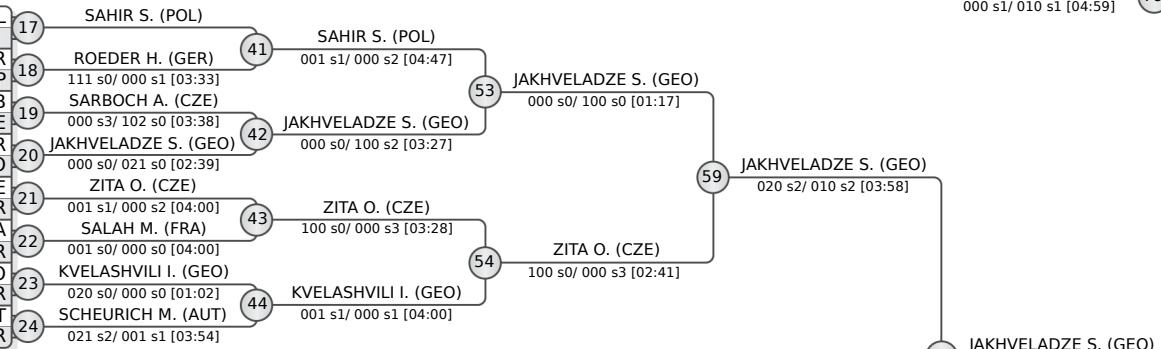 000 s1/ 010 s1 [04:59]
SAHIR S. (POL)
17
SAHIR S. (POL)
41
001 s1/ 000 s2 [04:47]
ROEDER H. (GER)
18
111 s0/ 000 s1 [03:33]
JAKHVELADZE S. (GEO)
53
000 s0/ 100 s0 [01:17]
SARBOCH A. (CZE)
19
000 s3/ 102 s0 [03:38]
JAKHVELADZE S. (GEO)
42
000 s0/ 100 s2 [03:27]
JAKHVELADZE S. (GEO)
20
000 s0/ 021 s0 [02:39]
JAKHVELADZE S. (GEO)
59
020 s2/ 010 s2 [03:58]
ZITA O. (CZE)
21
001 s1/ 000 s2 [04:00]
ZITA O. (CZE)
43
100 s0/ 000 s3 [03:28]
SALAH M. (FRA)
22
001 s0/ 000 s0 [04:00]
ZITA O. (CZE)
54
100 s0/ 000 s3 [02:41]
KVELASHVILI I. (GEO)
23
020 s0/ 000 s0 [01:02]
KVELASHVILI I. (GEO)
44
001 s1/ 000 s1 [04:00]
SCHEURICH M. (AUT)
24
021 s2/ 001 s1 [03:54]
JAKHVELADZE S. (GEO)